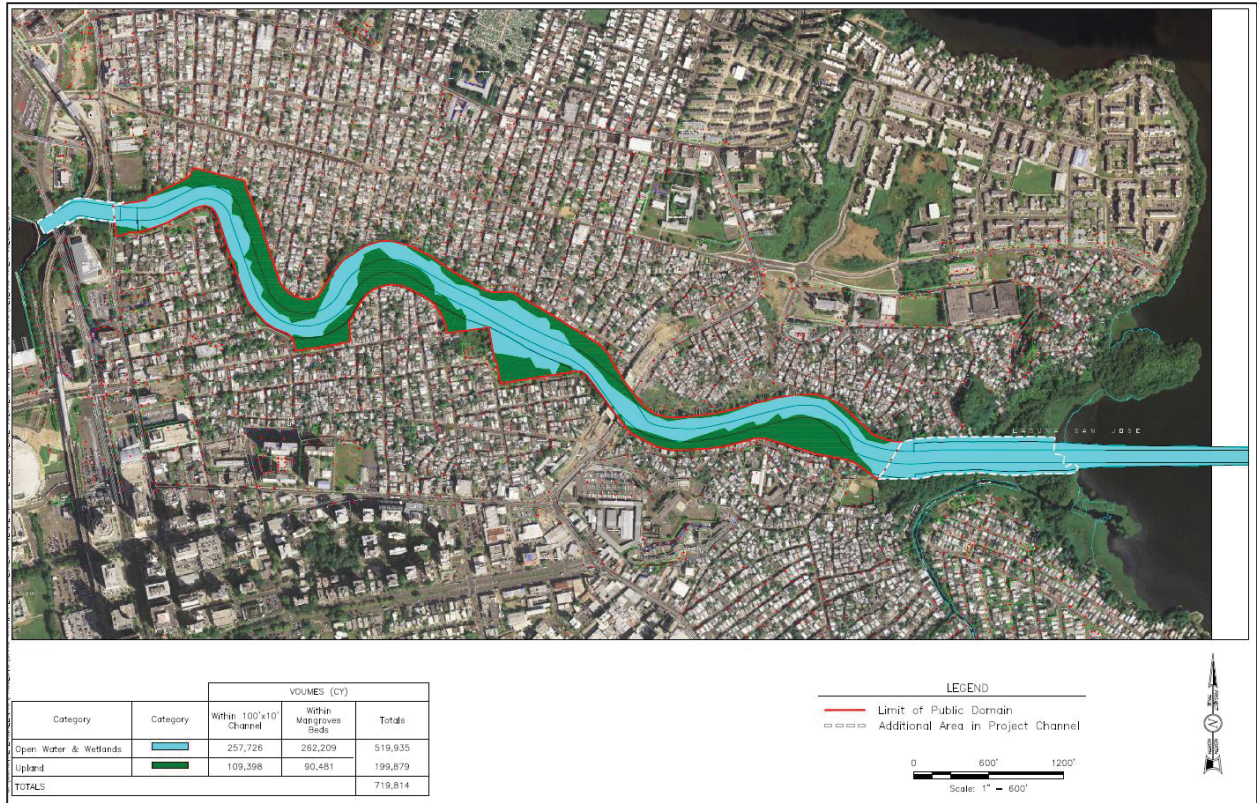 LAGUNA SAN JOSE
VOUMES (CY)
Category Category Within 100'x10' Channel Within Mangroves Beds Totals
Open Water & Wetlands 257,726 262,209 519,935
Upland 109,398 90,481 199,879
TOTALS 719,814
LEGEND
Limit of Public Domain
Additional Area in Project Channel
0 600' 1200'
Scale: 1" = 600'
N